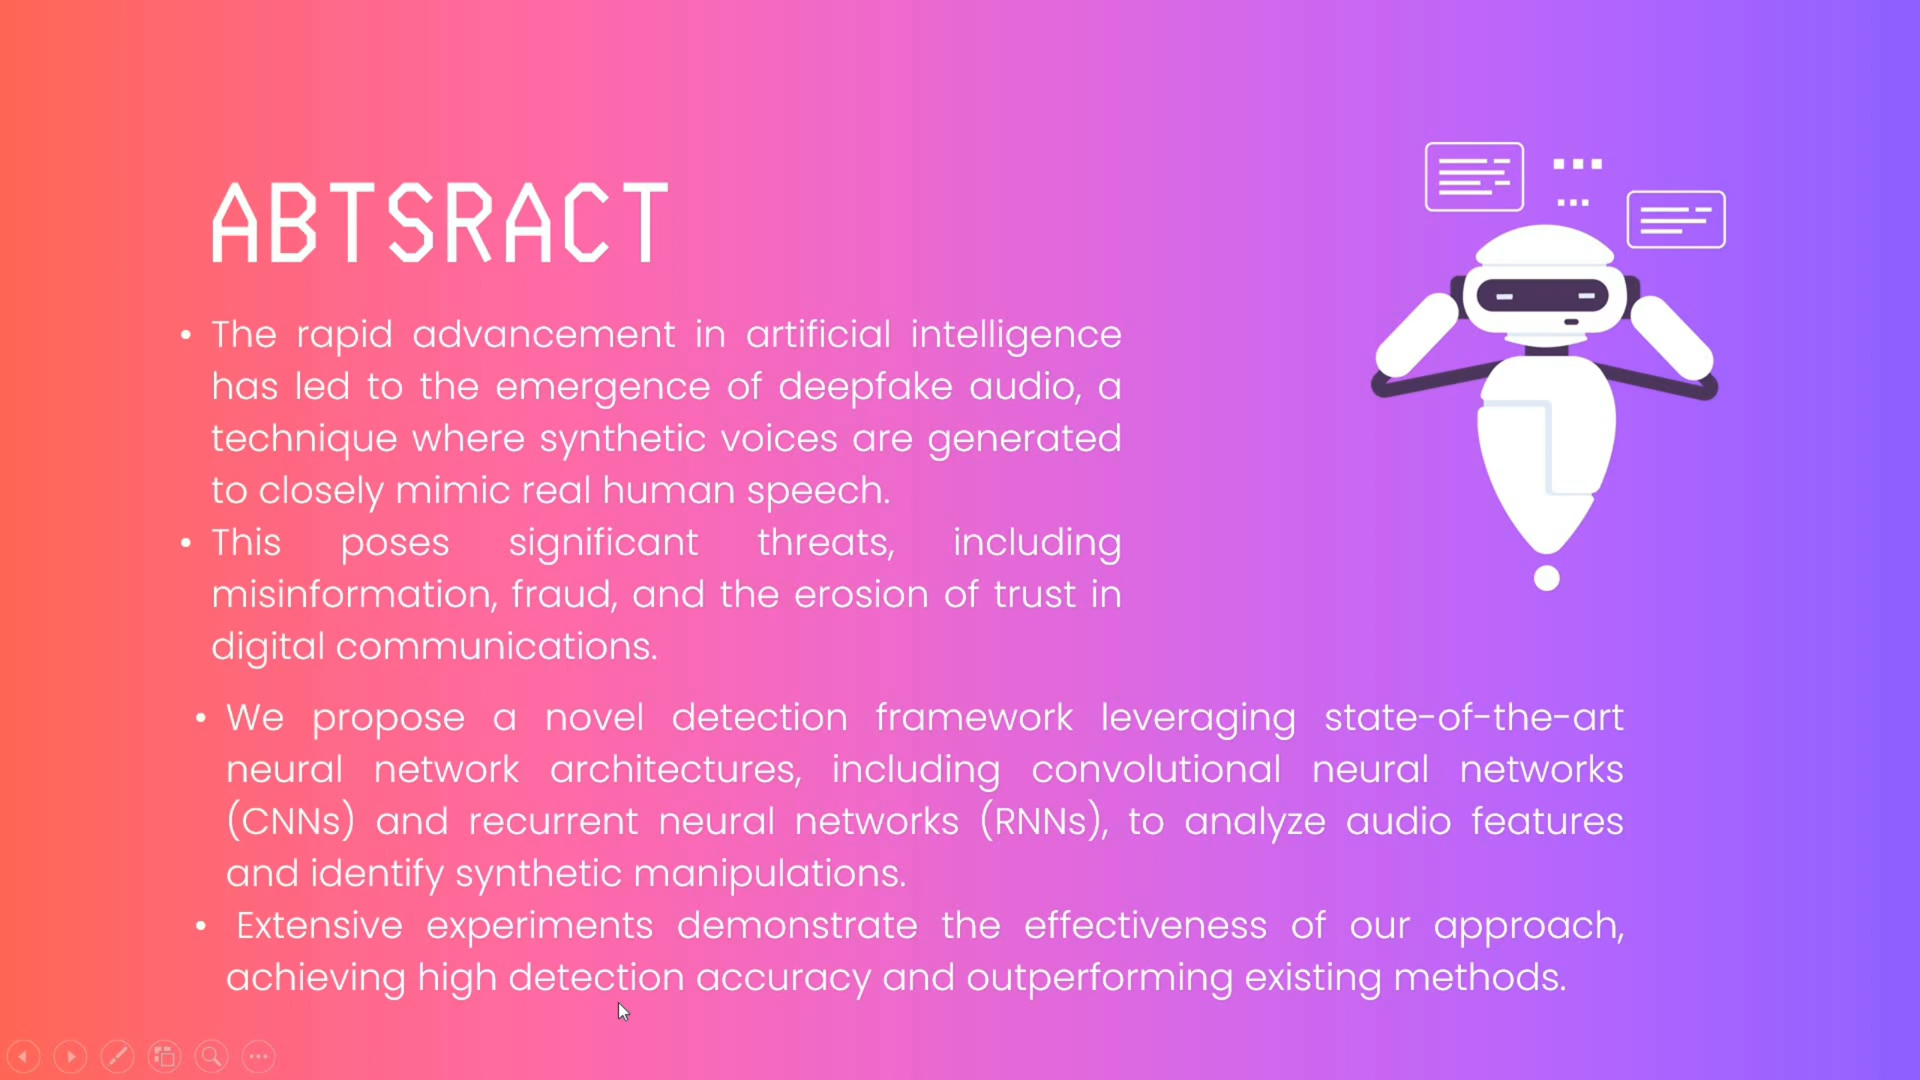 ABTSRACT
• The rapid advancement in artificial intelligence
has led to the emergence of deepfake audio, a
technique where synthetic voices are generated
to closely mimic real human speech.
• This poses significant threats, including
misinformation, fraud, and the erosion of trust in
digital communications.
• We propose a novel detection framework leveraging state-of-the-art
neural network architectures, including convolutional neural networks
(CNNs) and recurrent neural networks (RNNs), to analyze audio features
and identify synthetic manipulations.
• Extensive experiments demonstrate the effectiveness of our approach,
achieving high detection accuracy and outperforming existing methods.